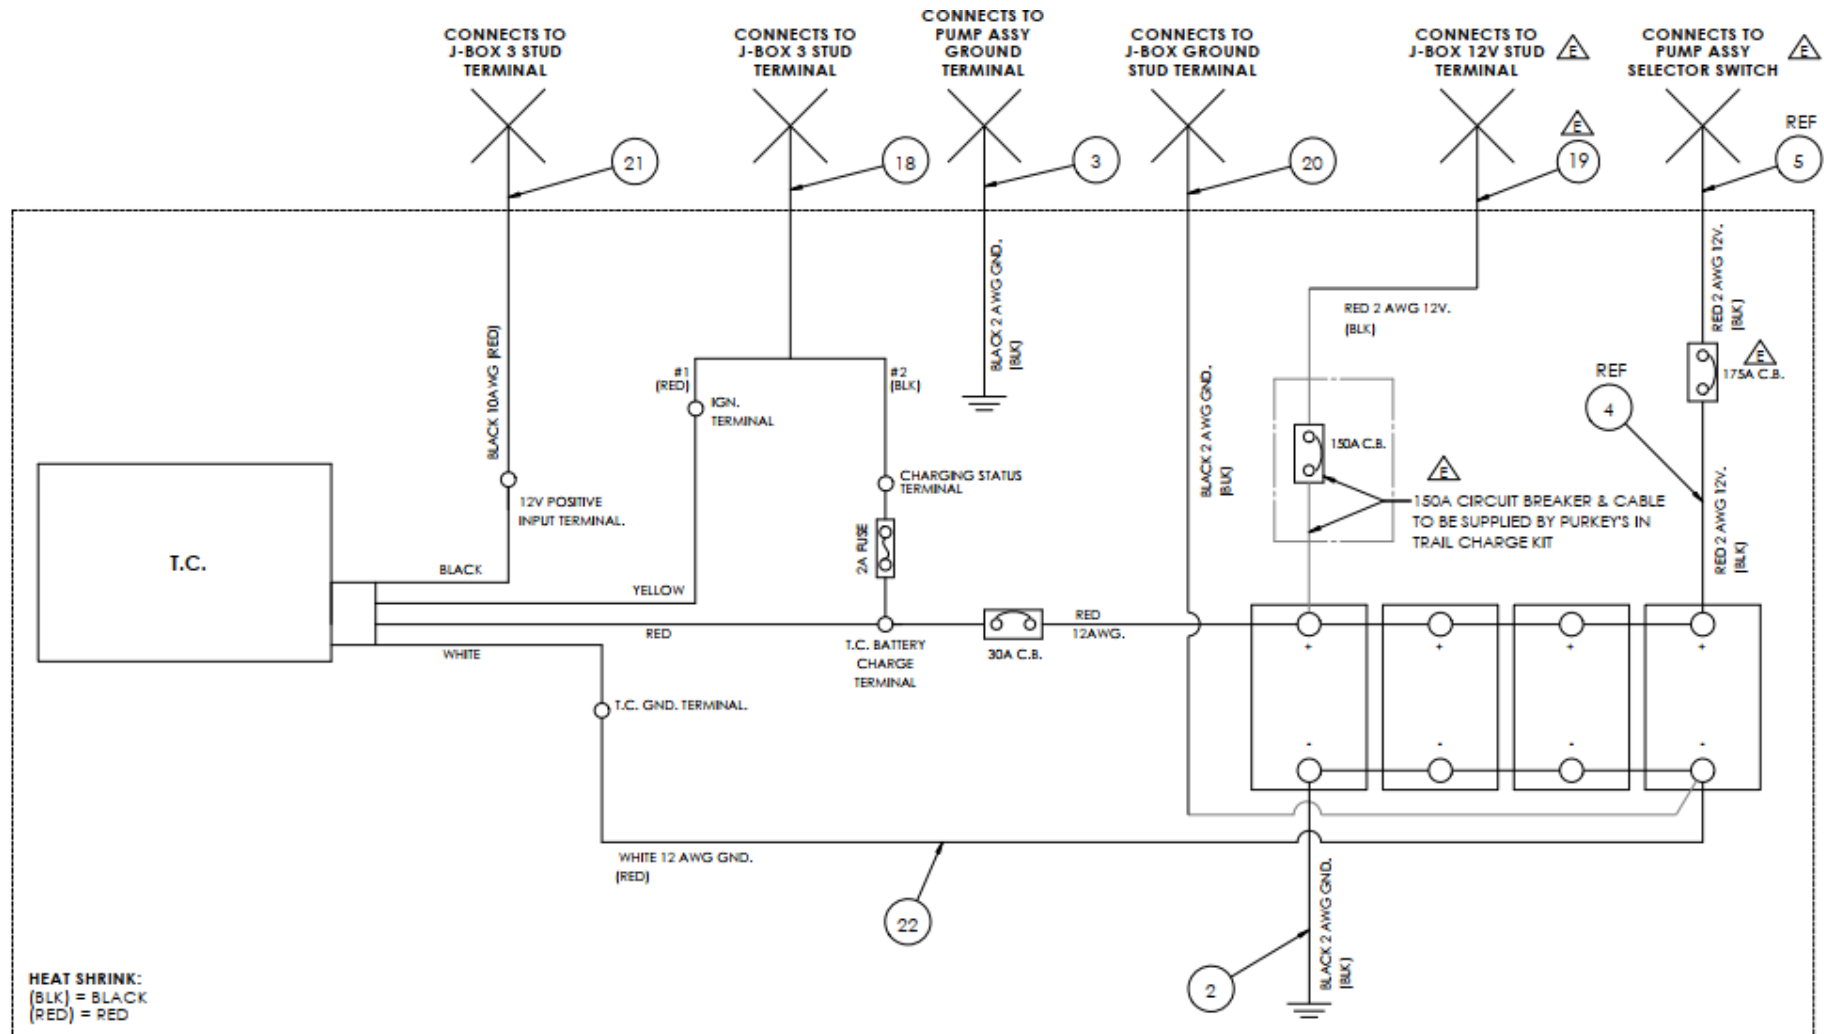 CONNECTS TO
J-BOX 3 STUD
TERMINAL
CONNECTS TO
J-BOX 3 STUD
TERMINAL
CONNECTS TO
PUMP ASSY
GROUND
TERMINAL
CONNECTS TO
J-BOX GROUND
STUD TERMINAL
CONNECTS TO
J-BOX 12V STUD
TERMINAL
E
CONNECTS TO
PUMP ASSY
SELECTOR SWITCH
E
21
18
3
20
E
19
REF
5
BLACK 10AWG (RED)
#1
(RED)
IGN.
TERMINAL
#2
(BLK)
BLACK 2 AWG GND.
(BLK)
BLACK 2 AWG GND.
(BLK)
RED 2 AWG 12V.
(BLK)
RED 2 AWG 12V.
(BLK)
E
175A C.B.
REF
4
150A C.B.
E
150A CIRCUIT BREAKER & CABLE
TO BE SUPPLIED BY PURKEY'S IN
TRAIL CHARGE KIT
RED 2 AWG 12V.
(BLK)
12V POSITIVE
INPUT TERMINAL.
CHARGING STATUS
TERMINAL
2A FUSE
T.C.
BLACK
YELLOW
RED
WHITE
T.C. BATTERY
CHARGE
TERMINAL
30A C.B.
RED
12AWG.
+
+
+
+
-
-
-
-
T.C. GND. TERMINAL.
WHITE 12 AWG GND.
(RED)
22
BLACK 2 AWG GND.
(BLK)
2
HEAT SHRINK:
(BLK) = BLACK
(RED) = RED